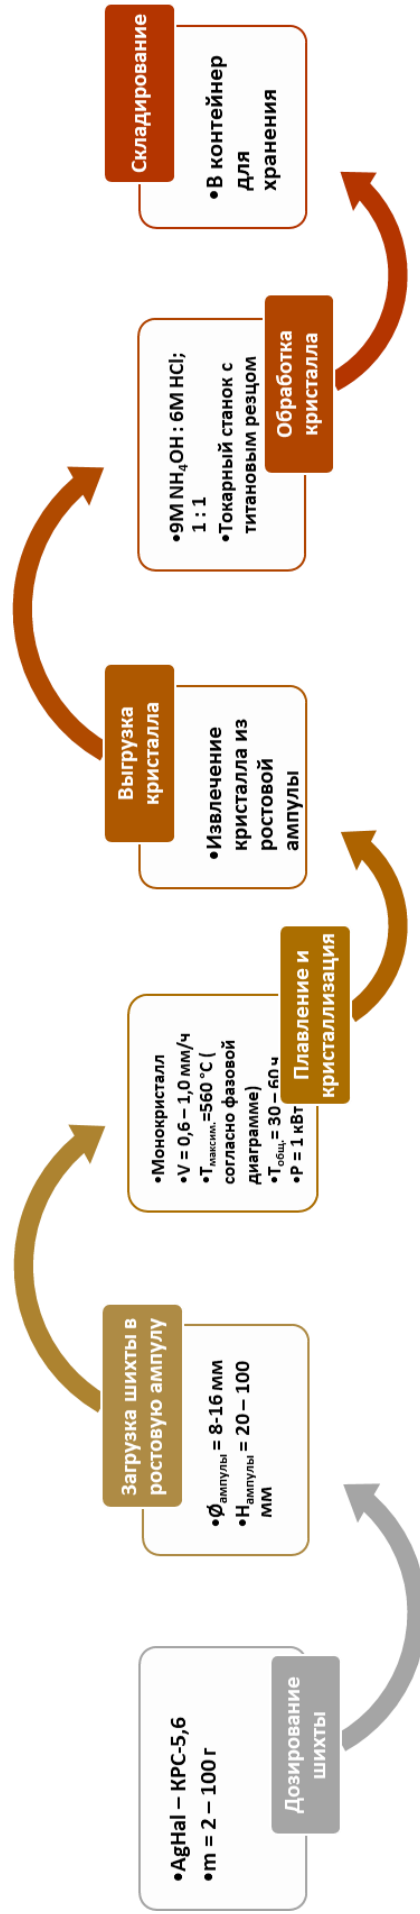 •AgHal – КРС-5,6
•m = 2 – 100 г
Дозирование
шихты
Загрузка шихты в
ростовую ампулу
•Øампулы = 8-16 мм
•Hампулы = 20 – 100
мм
•Монокристалл
•V = 0,6 – 1,0 мм/ч
•Tмаксим.=560 °C (
согласно фазовой
диаграмме)
•Tобщ.= 30 – 60 ч
•P = 1 кВт
Плавление и
кристаллизация
Выгрузка
кристалла
•Извлечение
кристалла из
ростовой
ампулы
•9М NH₄OH : 6М HCl;
1 : 1
•Токарный станок с
титановым резцом
Обработка
кристалла
Складирование
•В контейнер
для
хранения